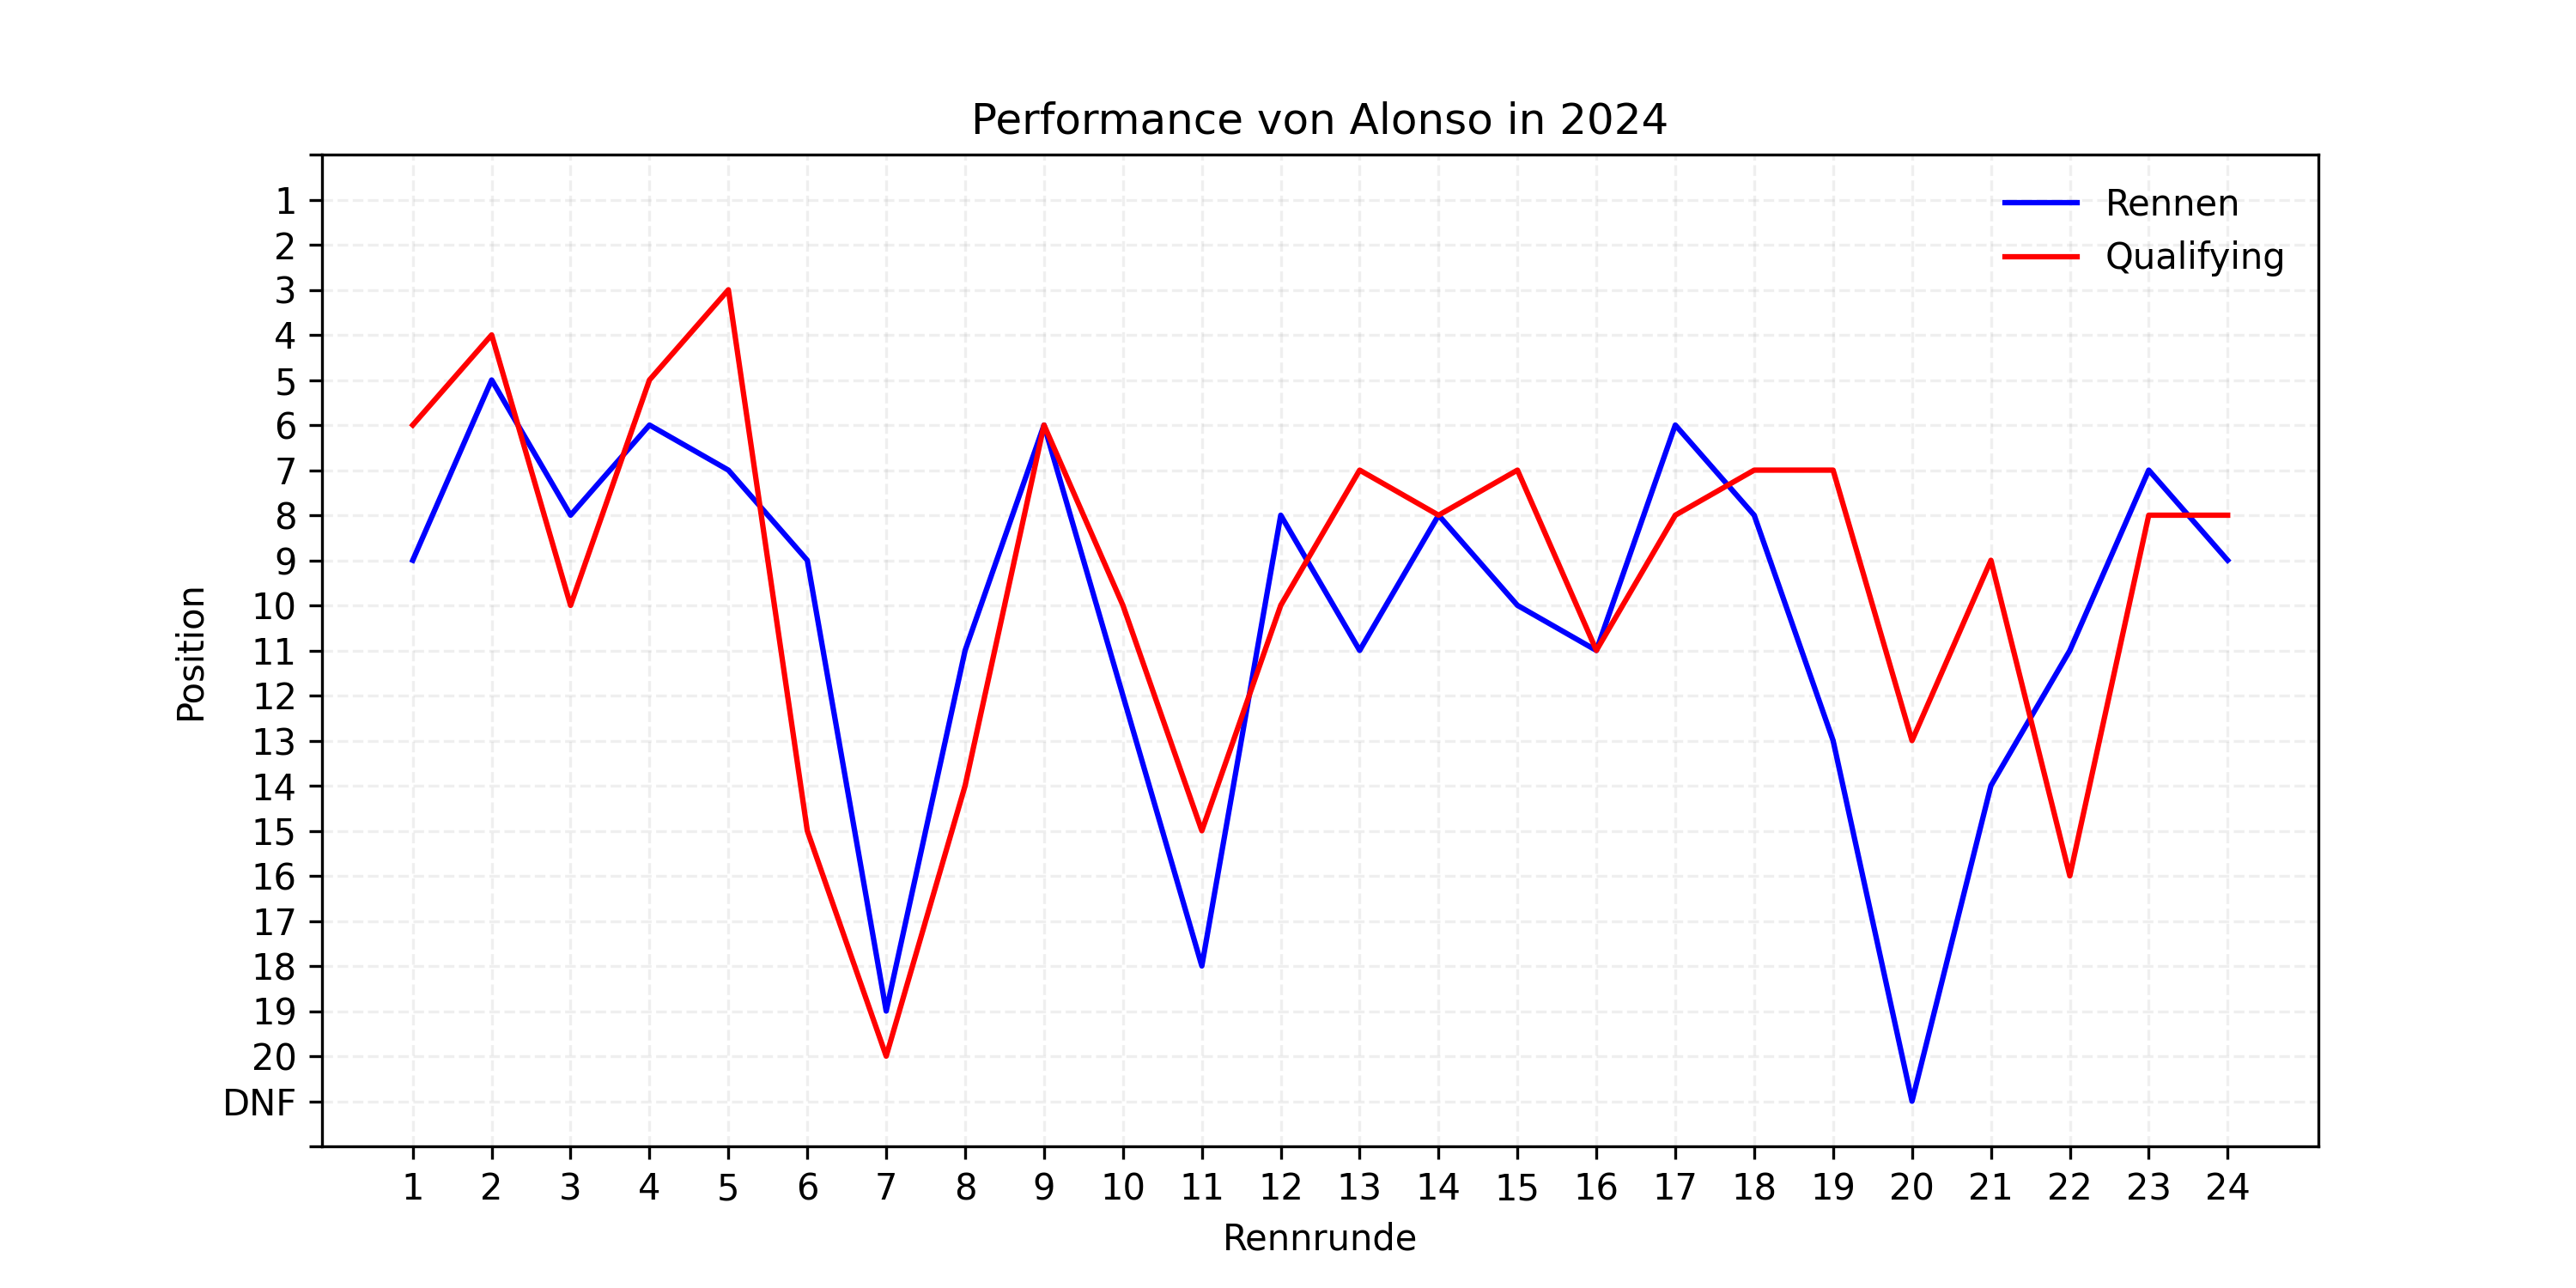 Performance von Alonso in 2024
Rennen
Qualifying
Position
1
2
3
4
5
6
7
8
9
10
11
12
13
14
15
16
17
18
19
20
DNF
1 2 3 4 5 6 7 8 9 10 11 12 13 14 15 16 17 18 19 20 21 22 23 24
Rennrunde